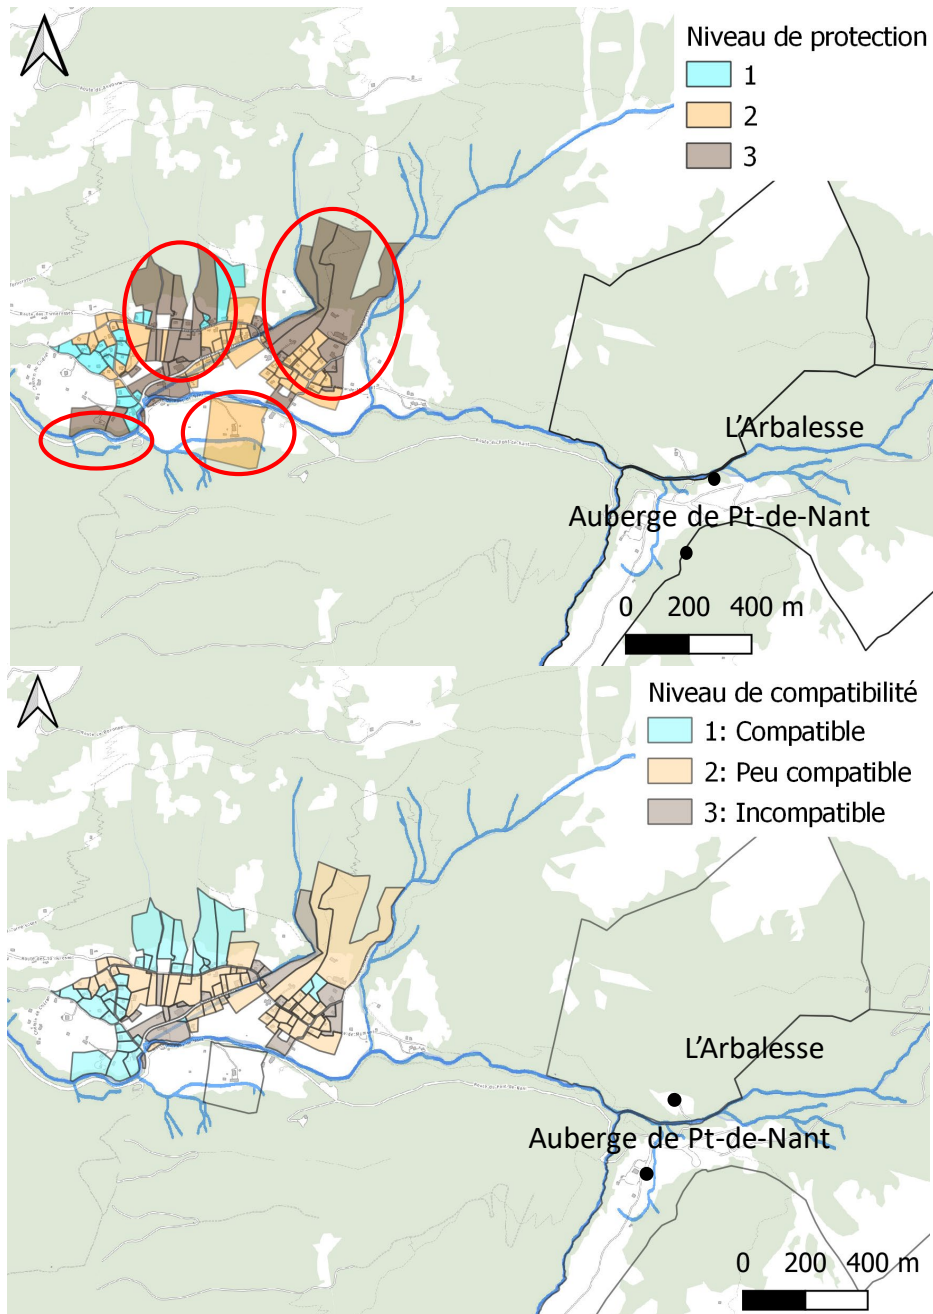 Niveau de protection
1
2
3
L'Arbalesse
Auberge de Pt-de-Nant
0 200 400 m
Niveau de compatibilité
1: Compatible
2: Peu compatible
3: Incompatible
L'Arbalesse
Auberge de Pt-de-Nant
0 200 400 m